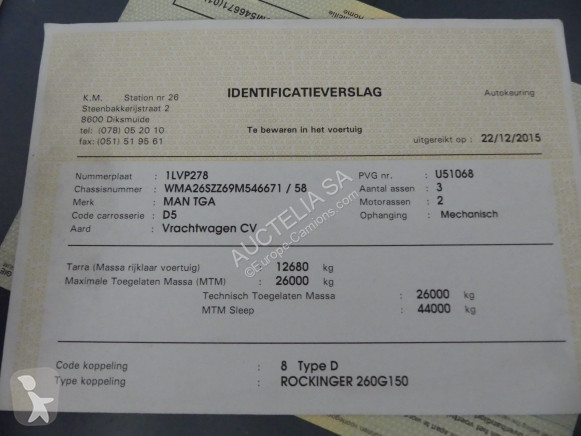 M546671(01)
IDENTIFICATIEVERSLAG
Autokeuring
K.M. Station nr 26
Steenbakkerijstraat 2
8600 Diksmuide
tel: (078) 05 20 10
fax: (051) 51 95 61
Te bewaren in het voertuig
uitgereikt op : 22/12/2015
Nummerplaat : 1LVP278
PVG nr. : U51068
Chassisnummer : WMA26SZZ69M546671 / 58
Aantal assen : 3
Merk : MAN TGA
Motorassen : 2
Code carrosserie : D5
Ophanging : Mechanisch
Aard : Vrachtwagen CV
AUCTELIA SA
©Europe-Camions.com
Tarra (Massa rijklaar voertuig) : 12680 kg
Maximale Toegelaten Massa (MTM) : 26000 kg
Technisch Toegelaten Massa : 26000 kg
MTM Sleep : 44000 kg
Code koppeling : 8 Type D
Type koppeling : ROCKINGER 260G150